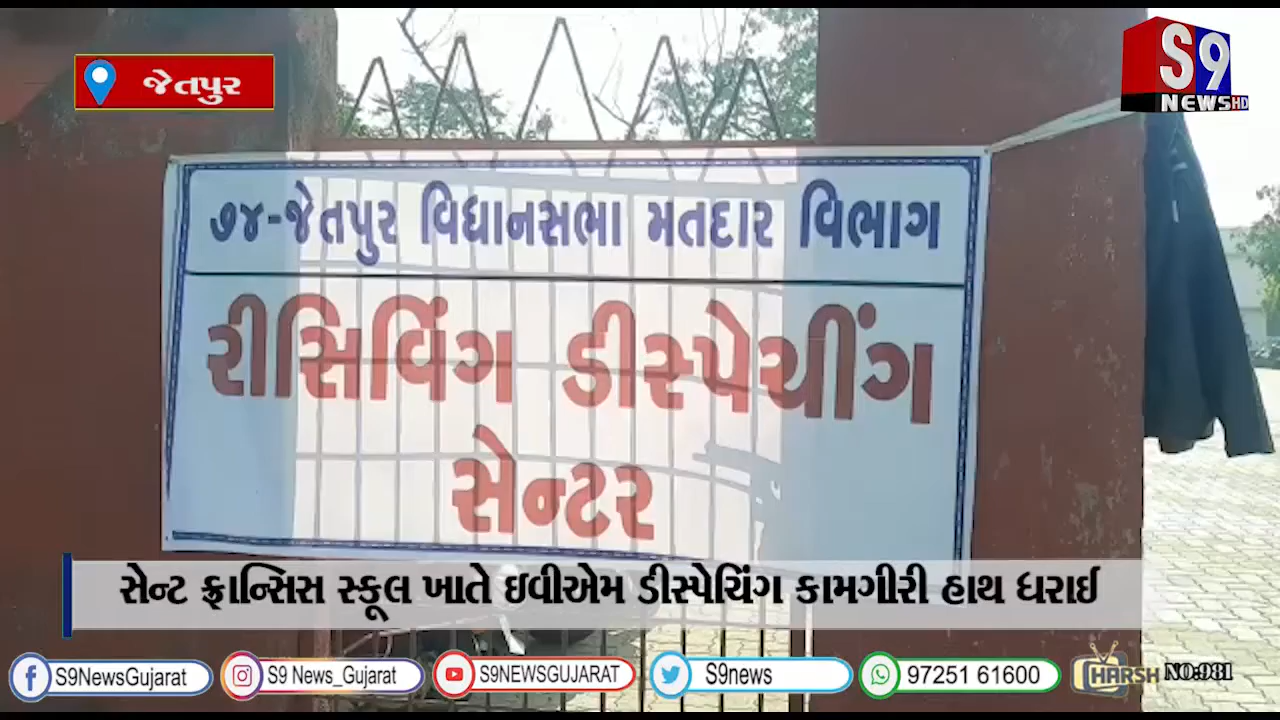 જેતપુર
S9
NEWS HD
૭૪-જેતપુર વિધાનસભા મતદાર વિભાગ
રીસિવિંગ ડીસ્પેચીંગ
સેન્ટર
સેન્ટ ફ્રાન્સિસ સ્કૂલ ખાતે ઇવીએમ ડીસ્પેચિંગ કામગીરી હાથ ધરાઈ
S9NewsGujarat
S9 News_Gujarat
S9NEWSGUJARAT
S9news
97251 61600
HARSH NO:981